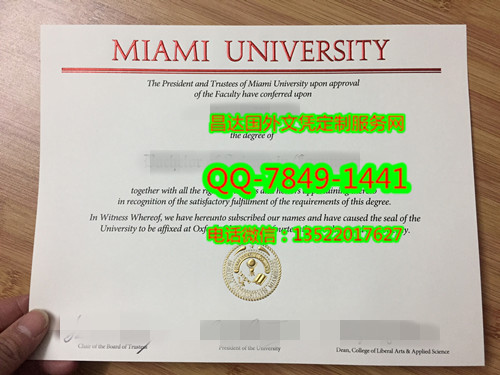 MIAMI UNIVERSITY
The President and Trustees of Miami University upon approval
of the Faculty have conferred upon
昌达国外文凭定制服务网
the degree of
QQ-7849-1441
together with all the
in recognition of the satisfactory fulfillment of the requirements of this degree.
In Witness Whereof, we have hereunto subscribed our names and have caused the seal of the
University to be affixed at
电话微信：13522017627
Chair of the Board of Trustees
President of the University
Dean, College of Liberal Arts & Applied Science